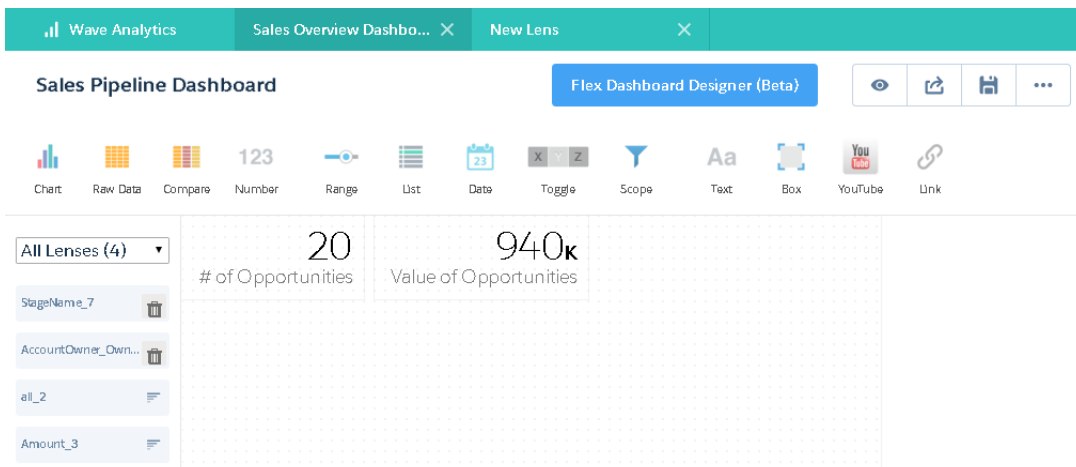 Wave Analytics
Sales Overview Dashbo...
New Lens
Sales Pipeline Dashboard
Flex Dashboard Designer (Beta)
123
23
X Y Z
Aa
You
Tube
Chart Raw Data Compare Number Range List Date Toggle Scope Text Box YouTube Link
All Lenses (4)
20
# of Opportunities
940K
Value of Opportunities
StageName_7
AccountOwner_Own...
all_2
Amount_3